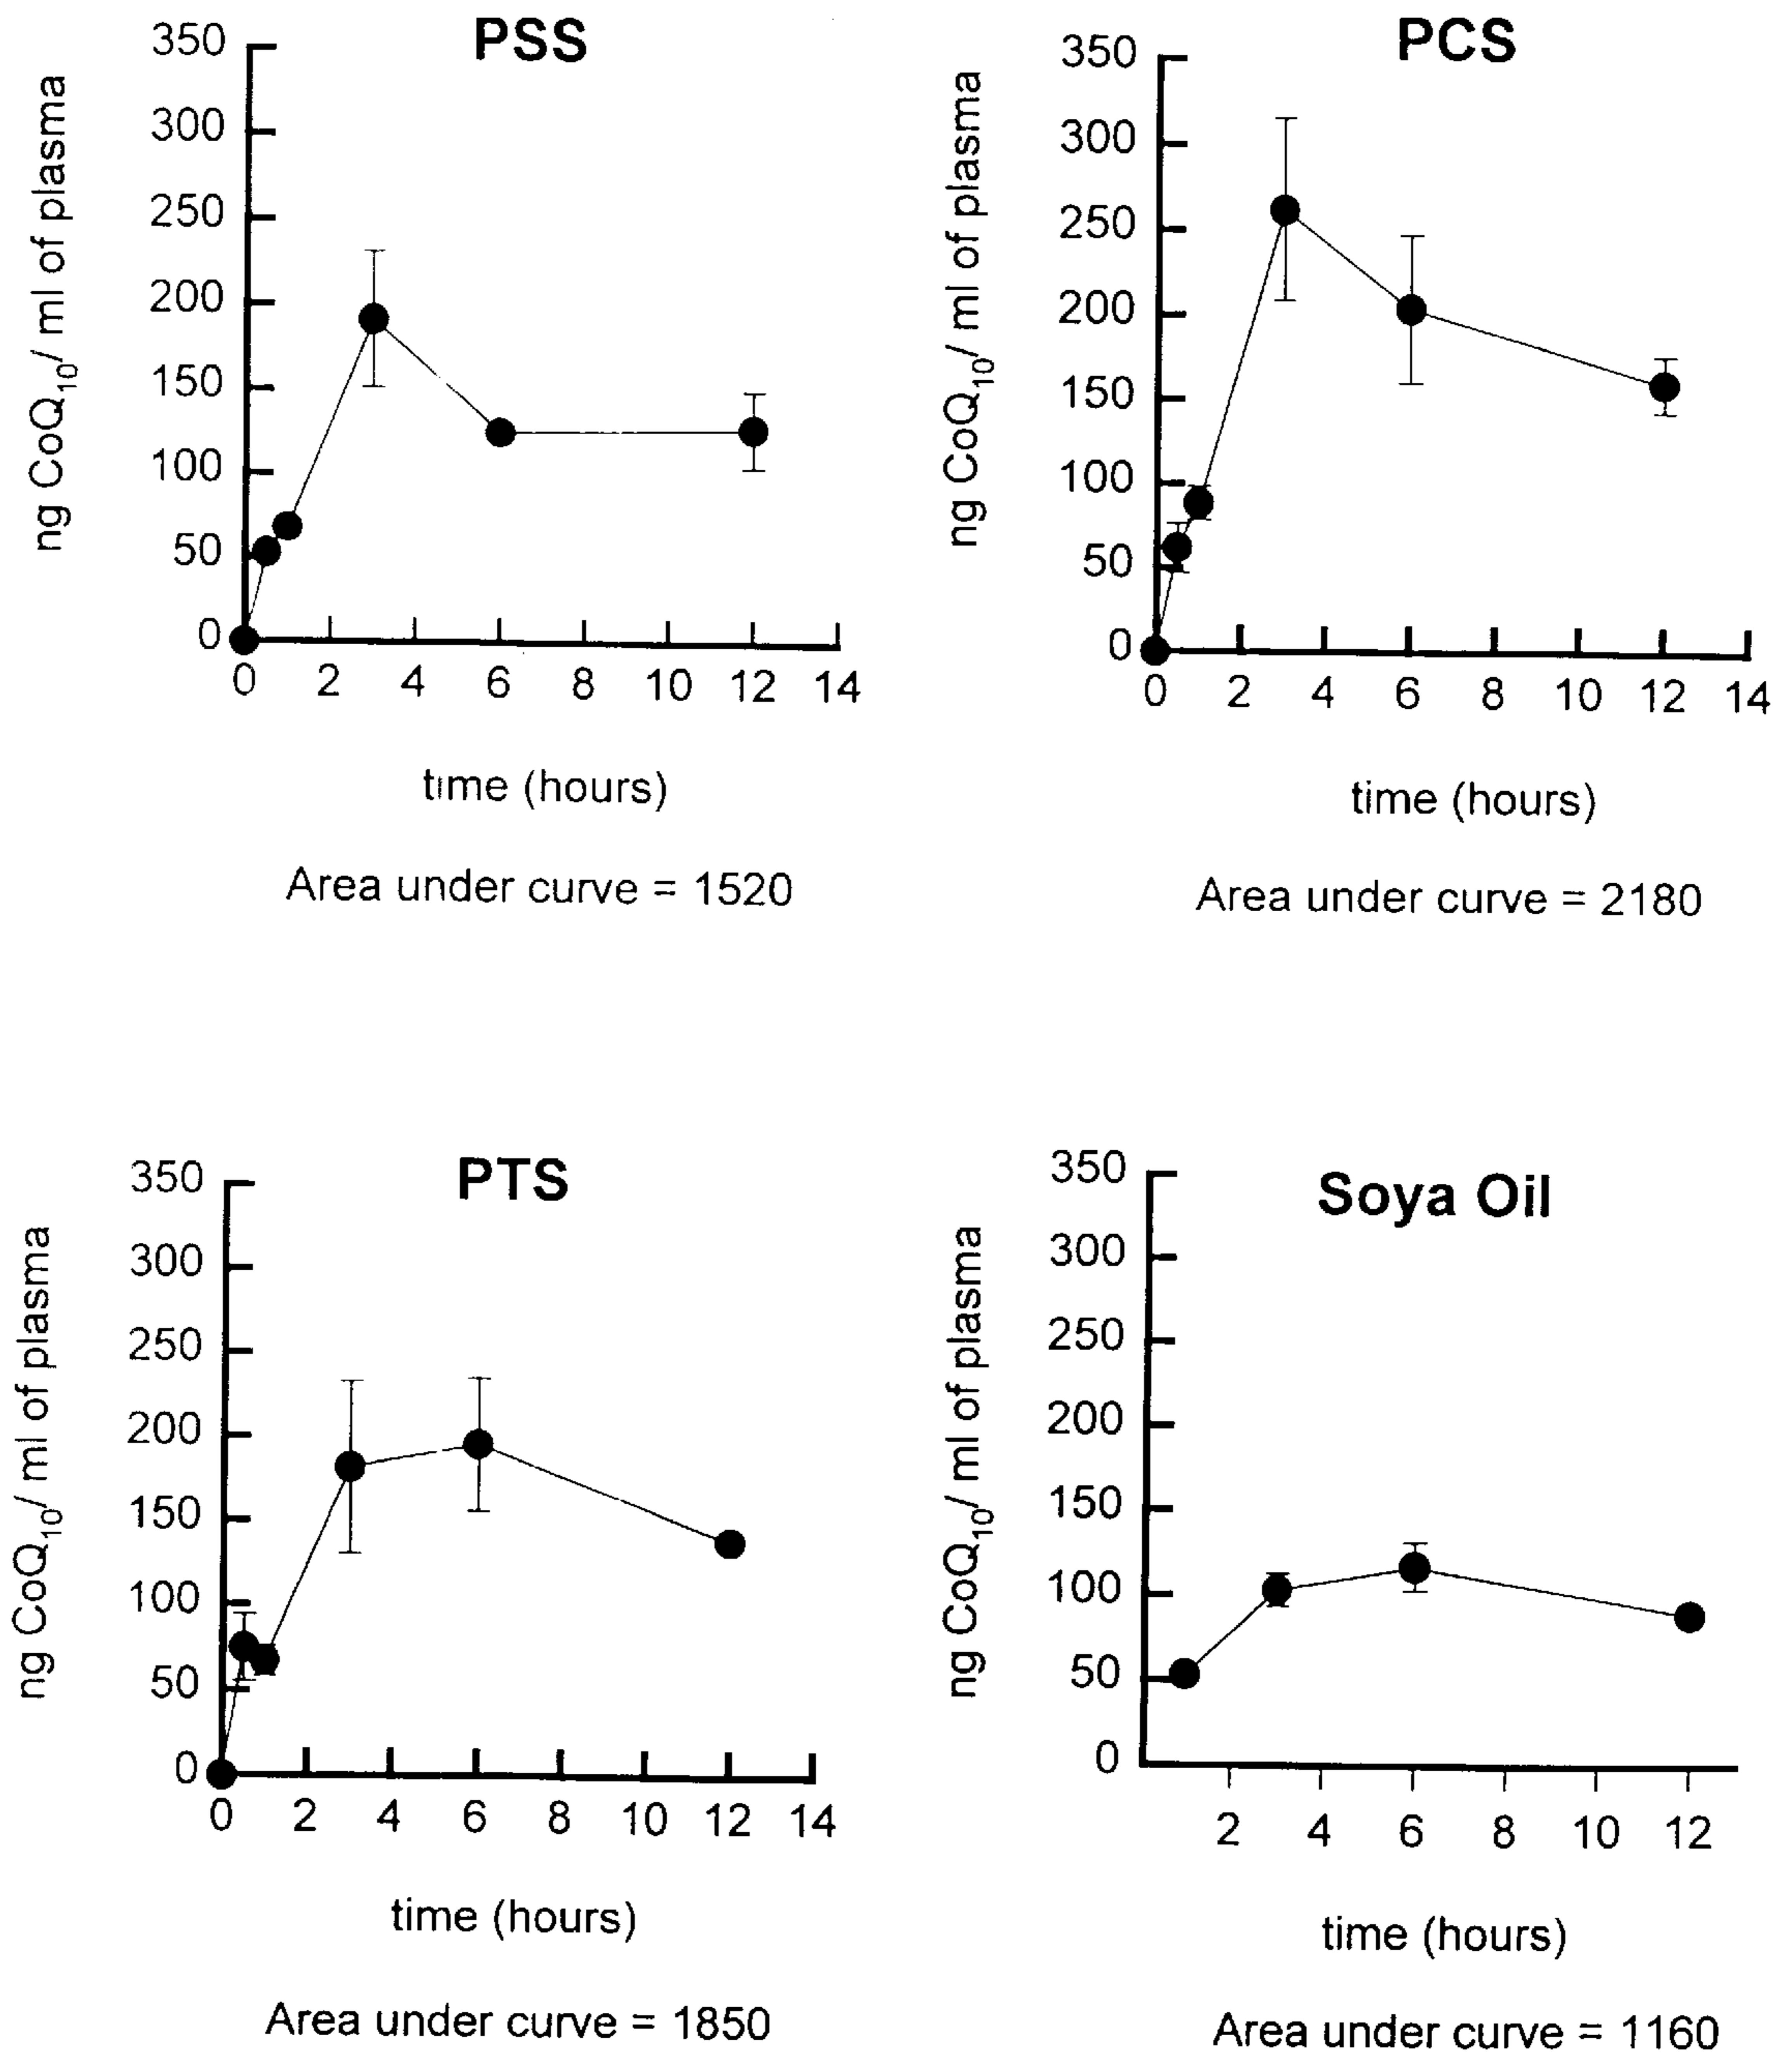 PSS
350
300
250
200
150
100
50
0
ng CoQ10/ ml of plasma
0 2 4 6 8 10 12 14
time (hours)
Area under curve = 1520
PCS
350
300
250
200
150
100
50
0
ng CoQ10/ ml of plasma
0 2 4 6 8 10 12 14
time (hours)
Area under curve = 2180
PTS
350
300
250
200
150
100
50
0
ng CoQ10/ ml of plasma
0 2 4 6 8 10 12 14
time (hours)
Area under curve = 1850
Soya Oil
350
300
250
200
150
100
50
0
ng CoQ10/ ml of plasma
2 4 6 8 10 12
time (hours)
Area under curve = 1160